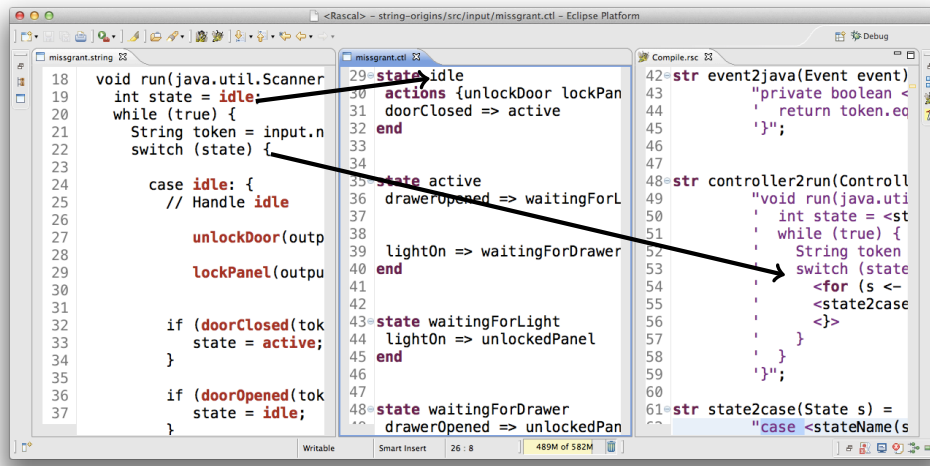 <Rascal> - string-origins/src/input/missgrant.ctl - Eclipse Platform
Debug
missgrant.string
18 void run(java.util.Scanner
19 int state = idle;
20 while (true) {
21 String token = input.n
22 switch (state) {
23
24 case idle: {
25 // Handle idle
26
27 unlockDoor(outp
28
29 lockPanel(outpu
30
31
32 if (doorClosed(tok
33 state = active;
34 }
35
36 if (doorOpened(tok
37 state = idle;
}
missgrant.ctl
29 state idle
30 actions {unlockDoor lockPan
31 doorClosed => active
32 end
33
34
35 state active
36 drawerOpened => waitingForL
37
38
39 lightOn => waitingForDrawer
40 end
41
42
43 state waitingForLight
44 lightOn => unlockedPanel
45 end
46
47
48 state waitingForDrawer
49 drawerOpened => unlockedPan
Compile.rsc
42 str event2java(Event event)
43 "private boolean <
44 ' return token.eq
45 '}";
46
47
48 str controller2run(Controll
49 "void run(java.uti
50 ' int state = <st
51 ' while (true) {
52 ' String token
53 ' switch (state
54 ' <for (s <-
55 ' <state2case
56 ' <}>
57 ' }
58 ' }
59 '}";
60
61 str state2case(State s) =
62 "case <stateName(s
Writable
Smart Insert
26 : 8
489M of 582M